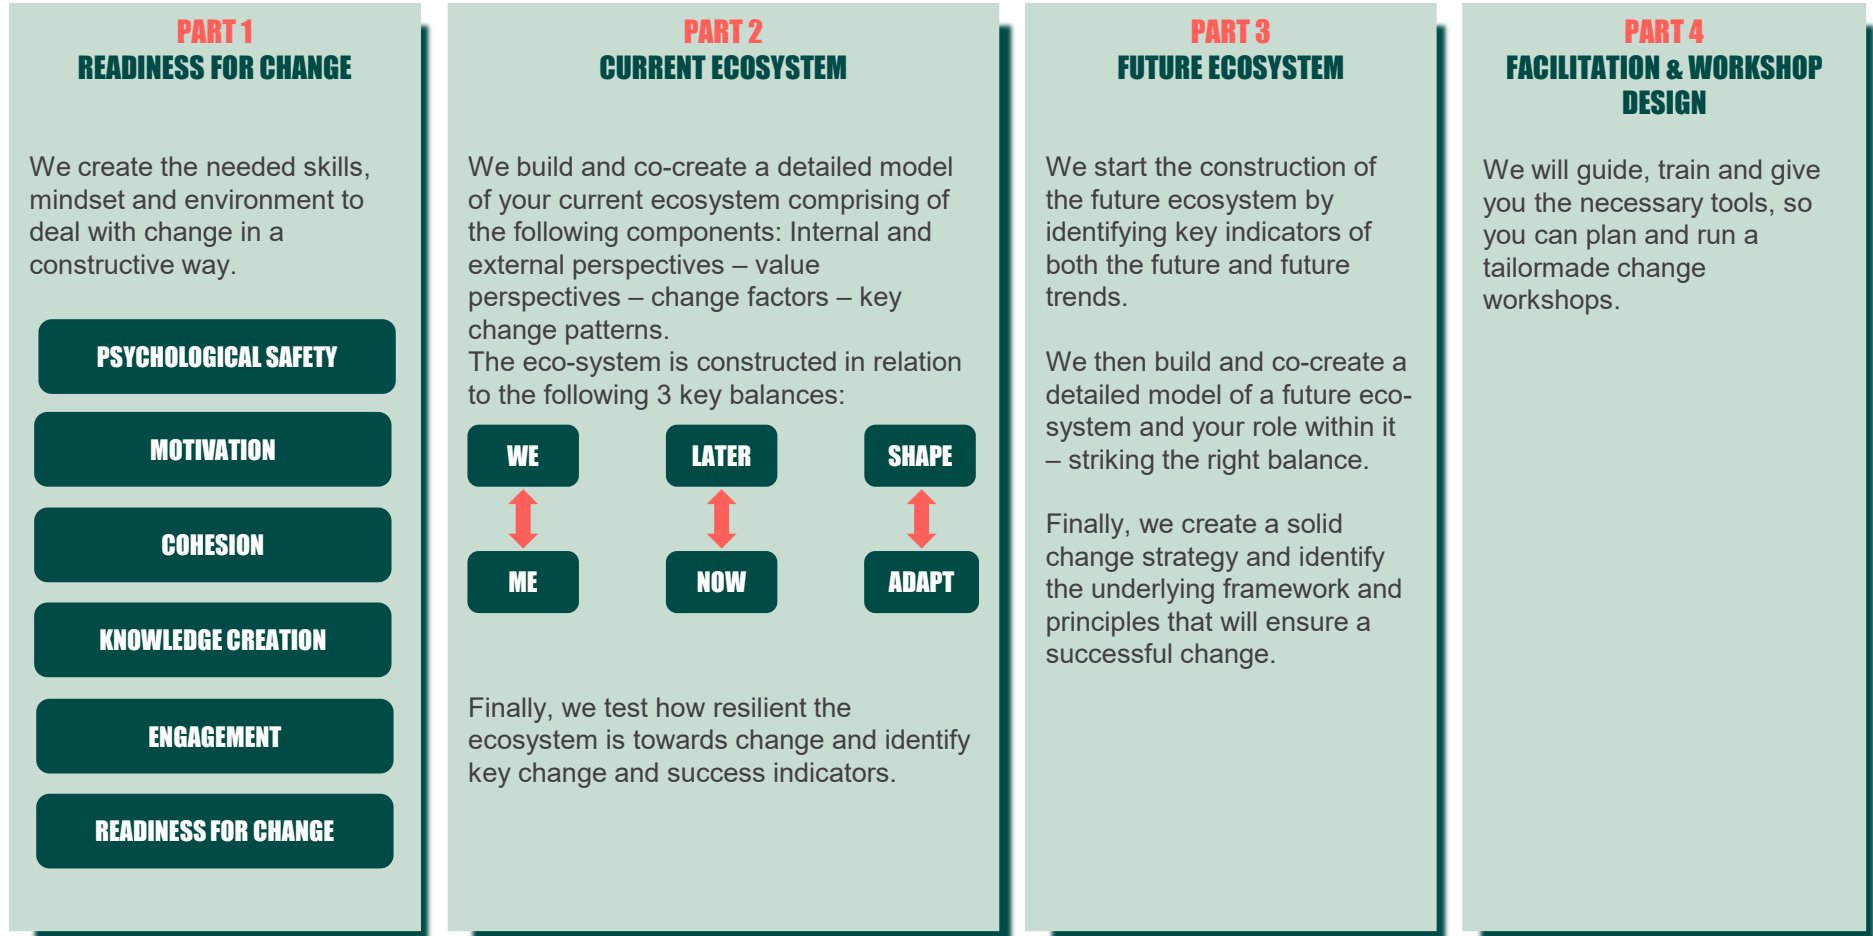 PART 1
READINESS FOR CHANGE
We create the needed skills,
mindset and environment to
deal with change in a
constructive way.
PSYCHOLOGICAL SAFETY
MOTIVATION
COHESION
KNOWLEDGE CREATION
ENGAGEMENT
READINESS FOR CHANGE
PART 2
CURRENT ECOSYSTEM
We build and co-create a detailed model
of your current ecosystem comprising of
the following components: Internal and
external perspectives – value
perspectives – change factors – key
change patterns.
The eco-system is constructed in relation
to the following 3 key balances:
WE
LATER
SHAPE
ME
NOW
ADAPT
Finally, we test how resilient the
ecosystem is towards change and identify
key change and success indicators.
PART 3
FUTURE ECOSYSTEM
We start the construction of
the future ecosystem by
identifying key indicators of
both the future and future
trends.
We then build and co-create a
detailed model of a future eco-
system and your role within it
– striking the right balance.
Finally, we create a solid
change strategy and identify
the underlying framework and
principles that will ensure a
successful change.
PART 4
FACILITATION & WORKSHOP
DESIGN
We will guide, train and give
you the necessary tools, so
you can plan and run a
tailormade change
workshops.